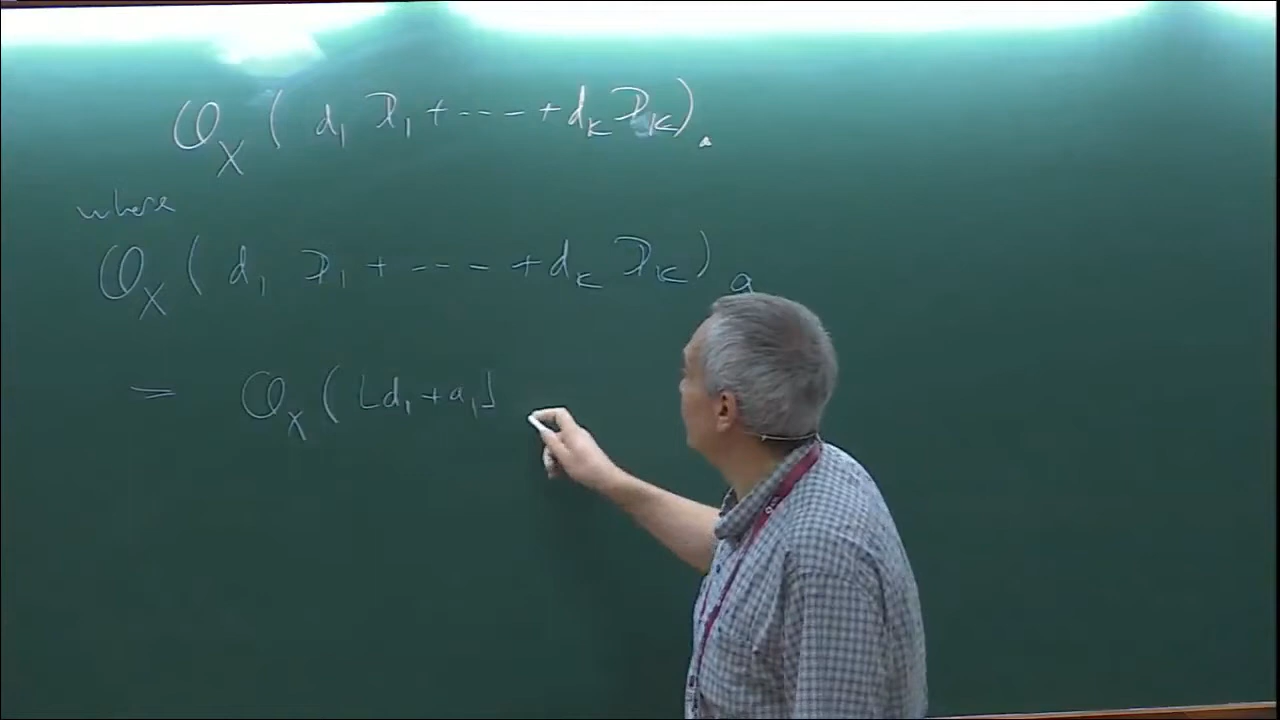 O_X ( d_1 D_1 + --- + d_k D_k ).
where
O_X ( d_1 D_1 + --- + d_k D_k )_a
= O_X ( ⌊d_1 + a_1⌋